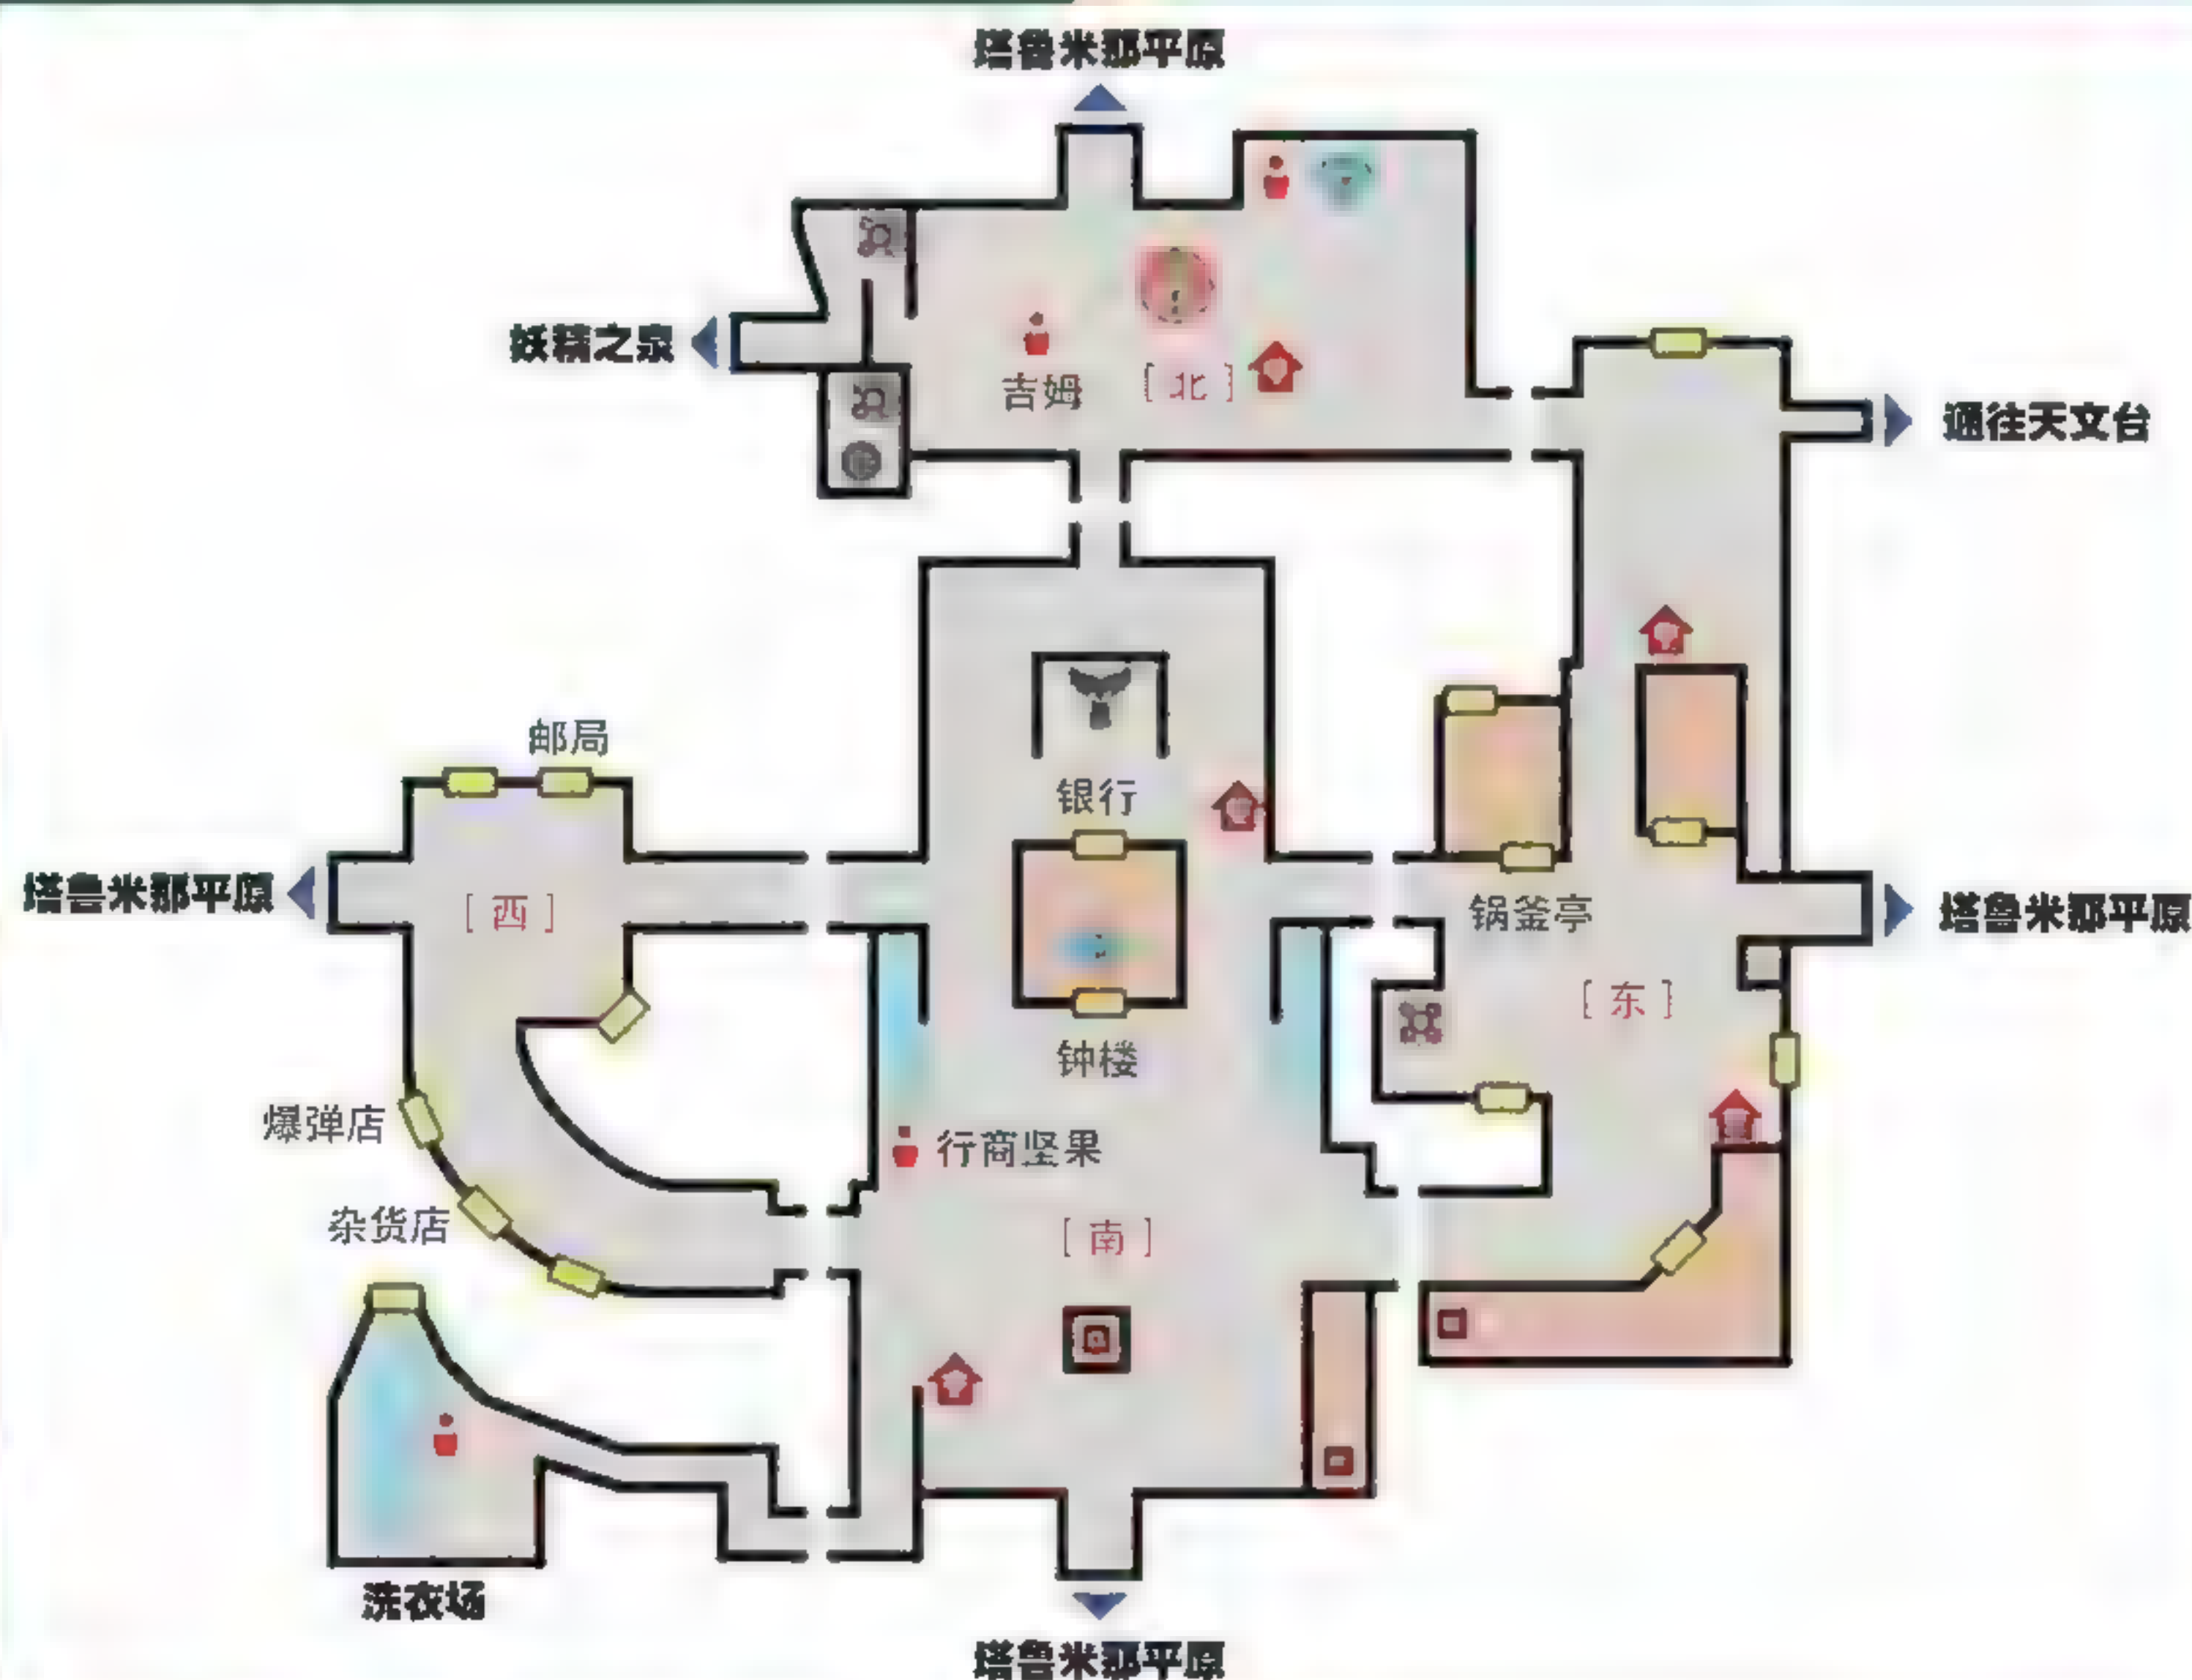 塔鲁米那平原
妖精之泉
吉姆
[ 北 ]
通往天文台
邮局
银行
塔鲁米那平原
[ 西 ]
锅釜亭
塔鲁米那平原
[ 东 ]
钟楼
爆弹店
行商坚果
杂货店
[ 南 ]
洗衣场
塔鲁米那平原